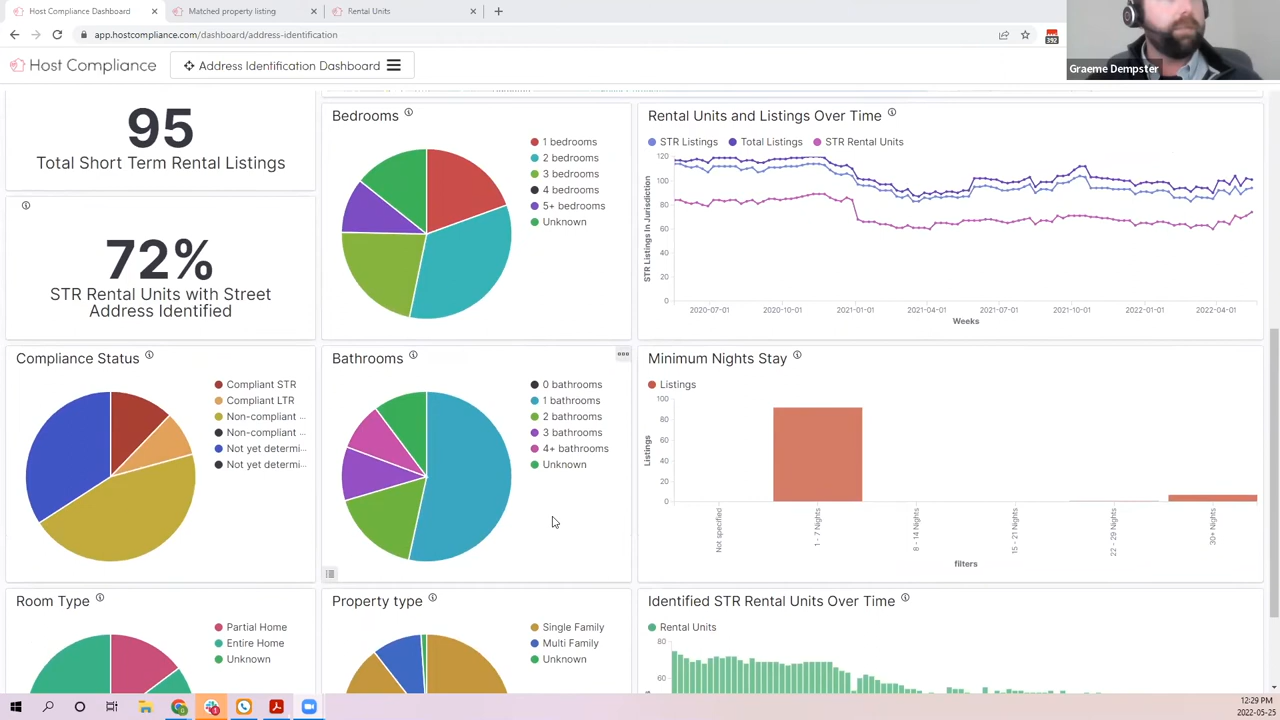 Host Compliance Dashboard
Matched property listing
Rental Units
app.hostcompliance.com/dashboard/address-identification
392
Graeme Dempster
Host Compliance
Address Identification Dashboard
95
Total Short Term Rental Listings
72%
STR Rental Units with Street
Address Identified
Bedrooms
1 bedrooms
2 bedrooms
3 bedrooms
4 bedrooms
5+ bedrooms
Unknown
Rental Units and Listings Over Time
STR Listings
Total Listings
STR Rental Units
STR Listings in Jurisdiction
120
100
80
60
40
20
0
2020-07-01
2020-10-01
2021-01-01
2021-04-01
2021-07-01
2021-10-01
2022-01-01
2022-04-01
Weeks
Compliance Status
Compliant STR
Compliant LTR
Non-compliant ...
Non-compliant ...
Not yet determi...
Not yet determi...
Bathrooms
0 bathrooms
1 bathrooms
2 bathrooms
3 bathrooms
4+ bathrooms
Unknown
Minimum Nights Stay
Listings
Listings
100
80
60
40
20
0
Not specified
1 - 7 Nights
8 - 14 Nights
15 - 21 Nights
22 - 29 Nights
30+ Nights
filters
Room Type
Partial Home
Entire Home
Unknown
Property type
Single Family
Multi Family
Unknown
Identified STR Rental Units Over Time
Rental Units
80
60
12:29 PM
2022-05-25